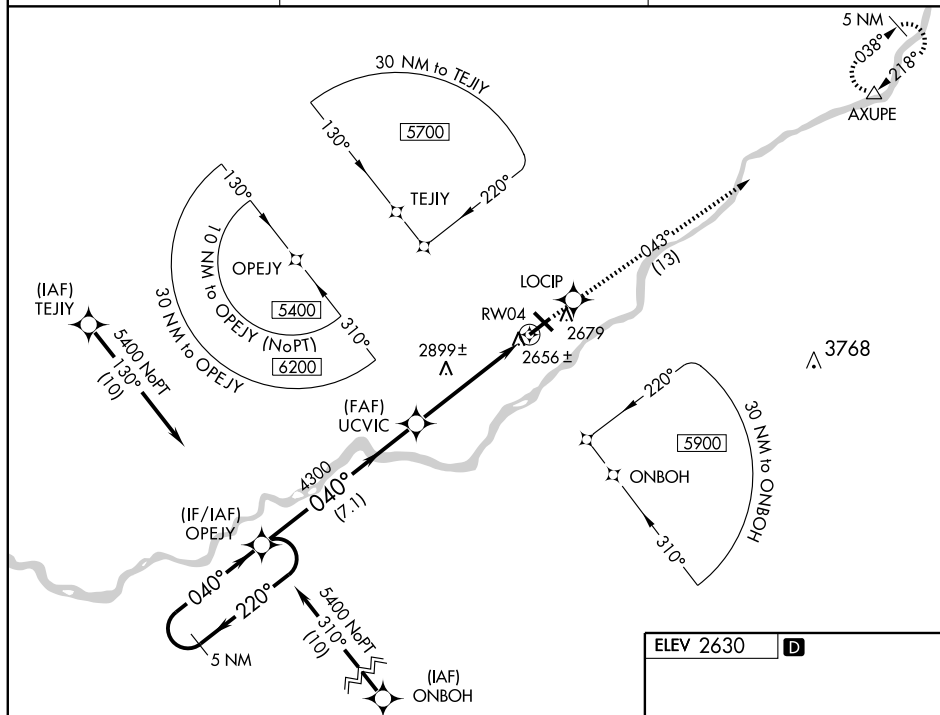 5 NM
038°
218°
AXUPE
30 NM to TEJIY
5700
130°
220°
TEJIY
130°
10 NM to OPEJY (NoPT)
OPEJY
5400
310°
30 NM to OPEJY
6200
043°
(13)
LOCIP
RW04
2679
2656 ±
2899 ±
3768
(IAF)
TEJIY
5400 NoPT
130°
(10)
(FAF)
UCVIC
220°
30 NM to ONBOH
5900
ONBOH
310°
4300
040°
(7.1)
(IF/IAF)
OPEJY
040°
220°
5 NM
5400 NoPT
310°
(10)
(IAF)
ONBOH
ELEV 2630 D